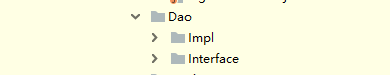 Dao
Impl
Interface